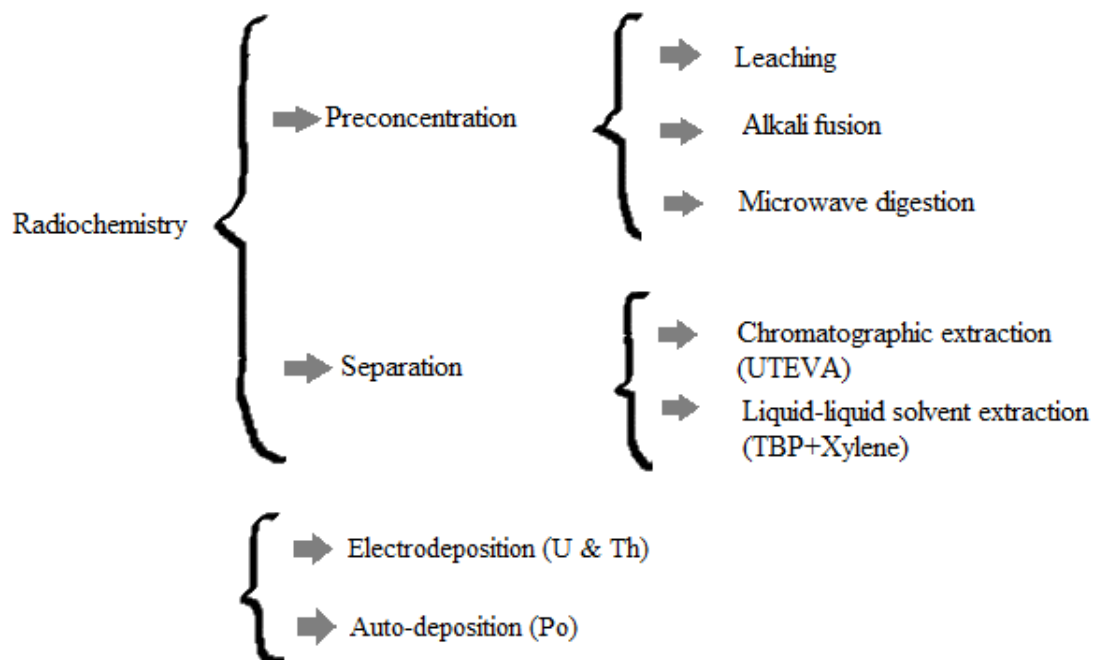 Radiochemistry
Preconcentration
Leaching
Alkali fusion
Microwave digestion
Separation
Chromatographic extraction
(UTEVA)
Liquid-liquid solvent extraction
(TBP+Xylene)
Electrodeposition (U & Th)
Auto-deposition (Po)